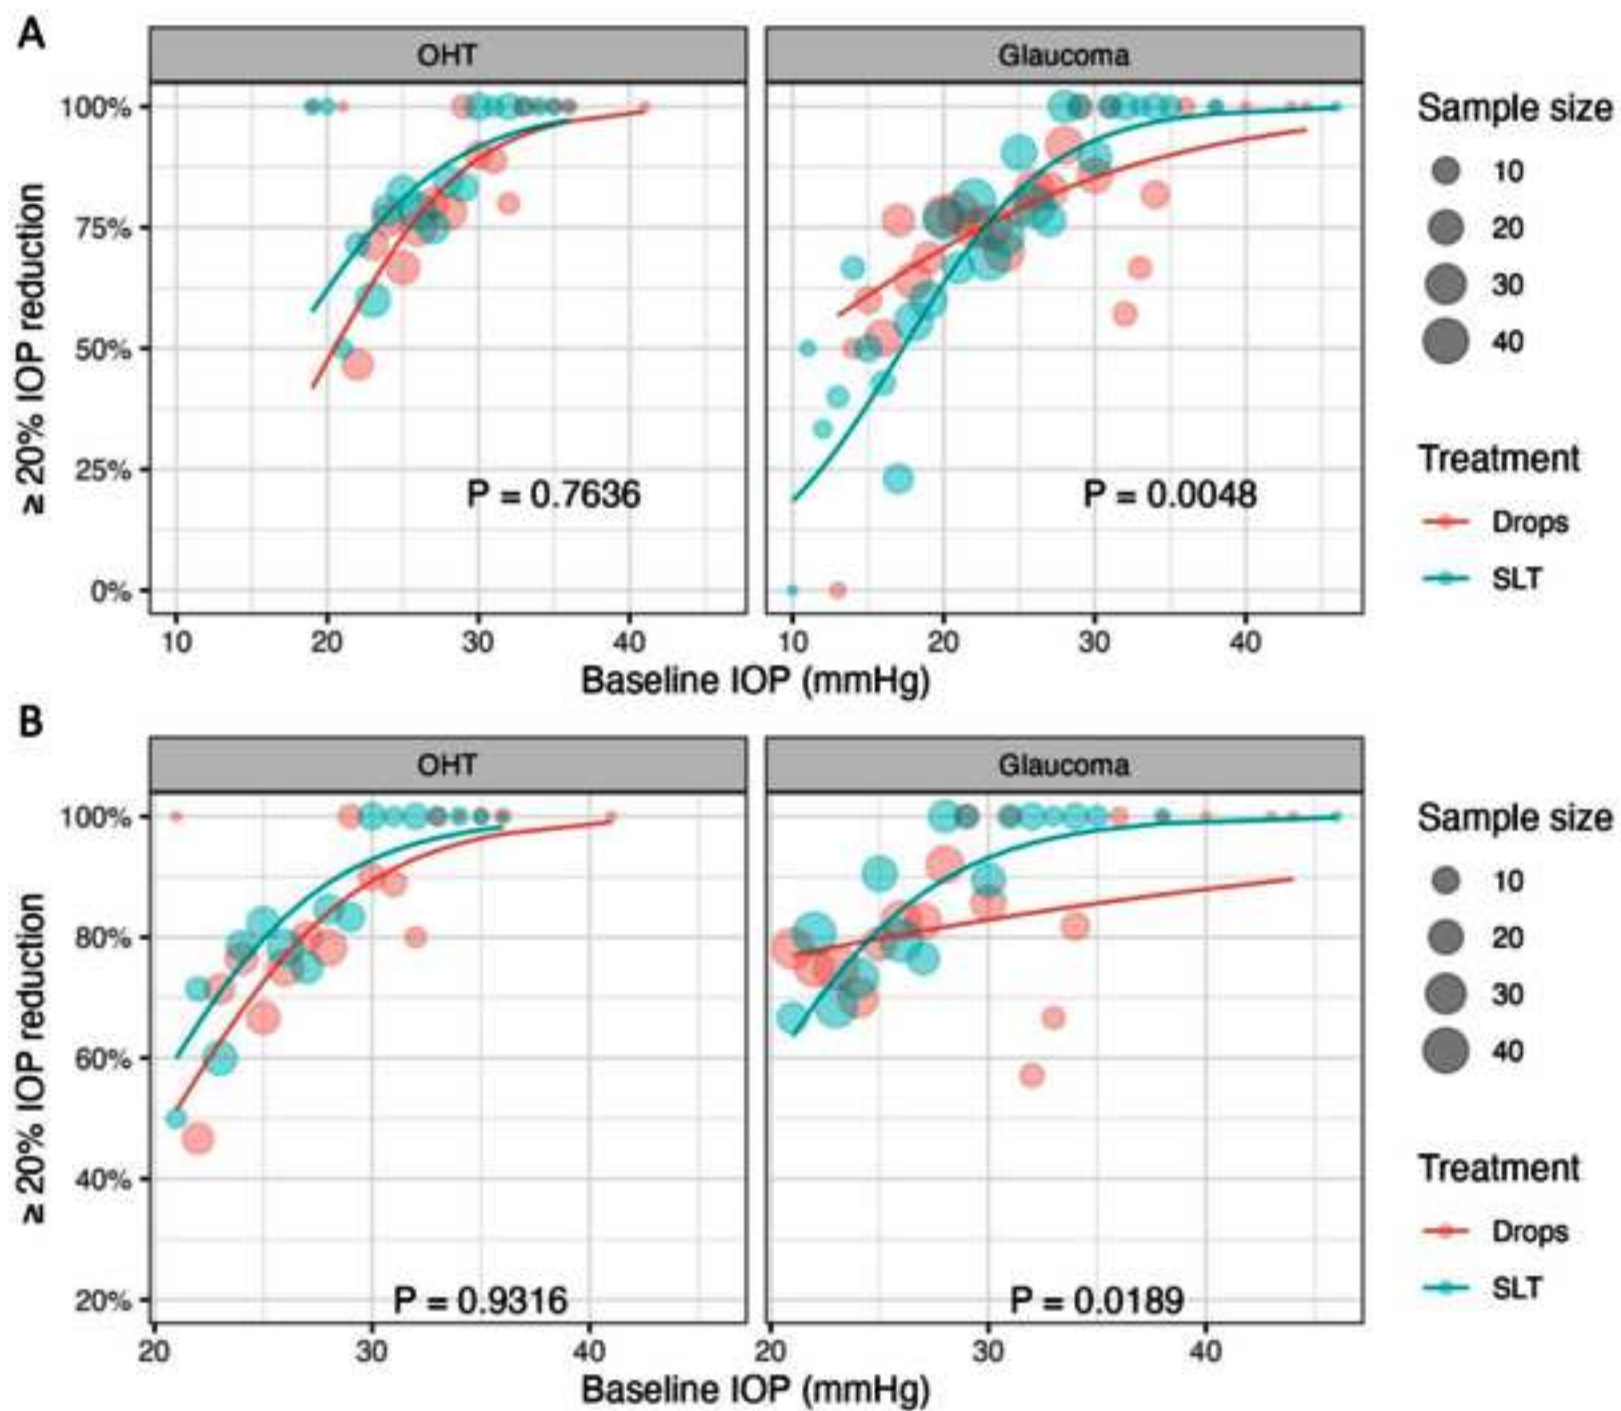 A
OHT
Glaucoma
100%
75%
50%
25%
0%
≥ 20% IOP reduction
P = 0.7636
P = 0.0048
10 20 30 40
10 20 30 40
Baseline IOP (mmHg)
Sample size
10
20
30
40
Treatment
Drops
SLT
B
OHT
Glaucoma
100%
80%
60%
40%
20%
≥ 20% IOP reduction
P = 0.9316
P = 0.0189
20 30 40
20 30 40
Baseline IOP (mmHg)
Sample size
10
20
30
40
Treatment
Drops
SLT